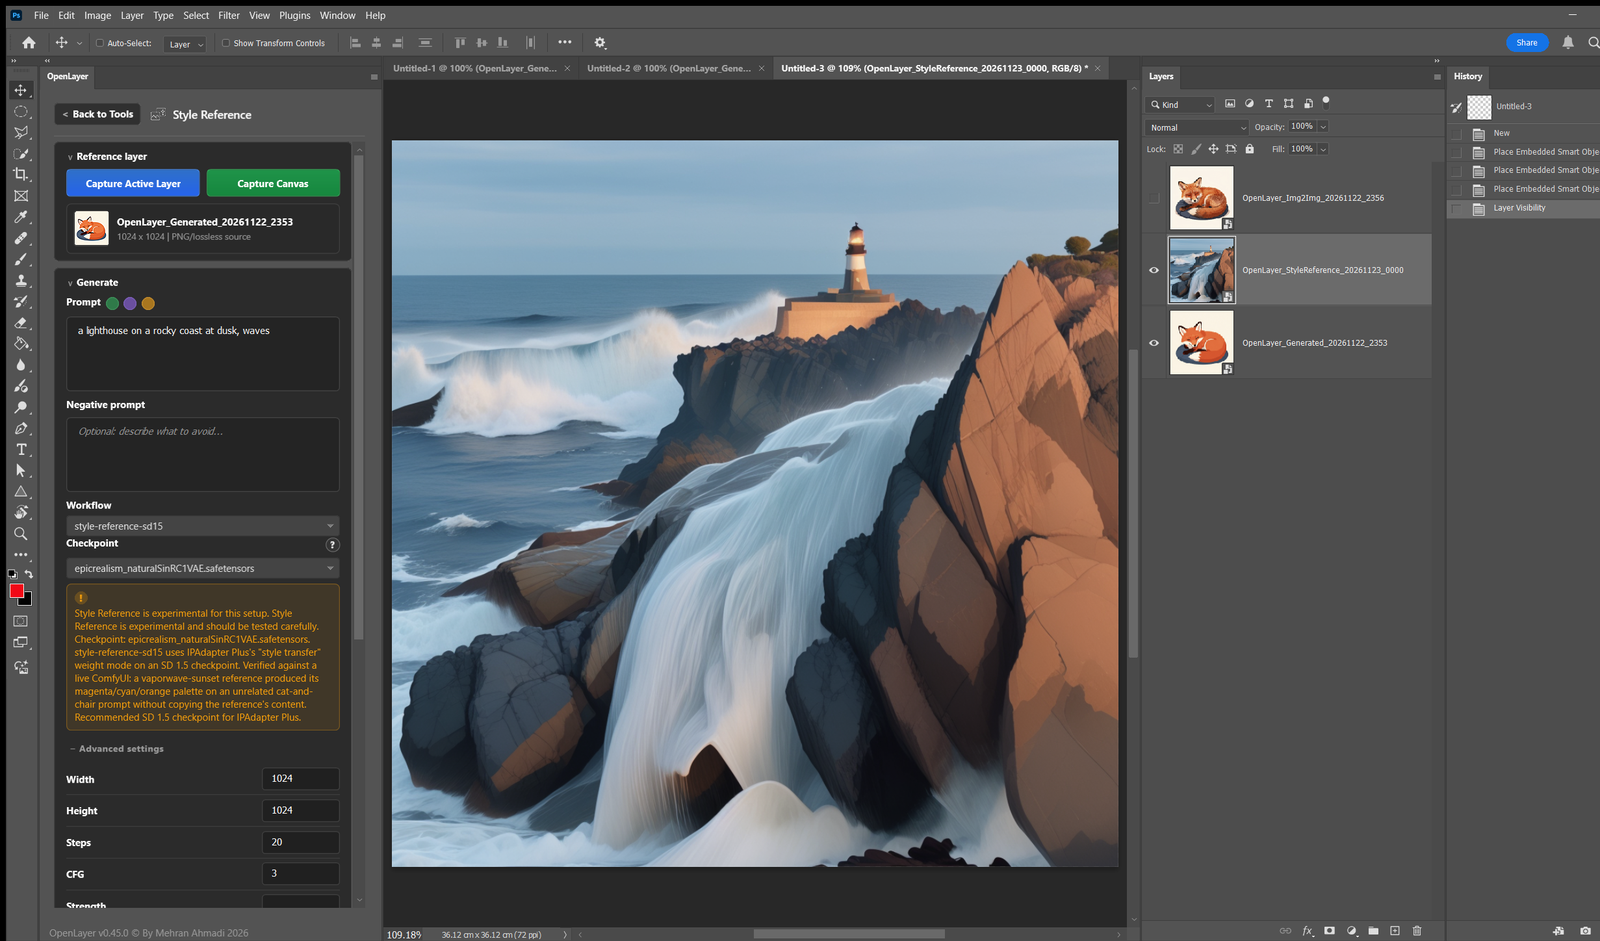 Ps File Edit Image Layer Type Select Filter View Plugins Window Help
Auto-Select: Layer Show Transform Controls Share
OpenLayer
Untitled-1 @ 100% (OpenLayer_Gene... × Untitled-2 @ 100% (OpenLayer_Gene... × Untitled-3 @ 109% (OpenLayer_StyleReference_20261123_0000, RGB/8) * ×
< Back to Tools Style Reference
Reference layer
Capture Active Layer Capture Canvas
OpenLayer_Generated_20261122_2353
1024 x 1024 | PNG/lossless source
Generate
Prompt
a lighthouse on a rocky coast at dusk, waves
Negative prompt
Optional: describe what to avoid...
Workflow
style-reference-sd15
Checkpoint ?
epicrealism_naturalSinRC1VAE.safetensors
!
Style Reference is experimental for this setup. Style
Reference is experimental and should be tested carefully.
Checkpoint: epicrealism_naturalSinRC1VAE.safetensors.
style-reference-sd15 uses IPAdapter Plus's "style transfer"
weight mode on an SD 1.5 checkpoint. Verified against a
live ComfyUI: a vaporwave-sunset reference produced its
magenta/cyan/orange palette on an unrelated cat-and-
chair prompt without copying the reference's content.
Recommended SD 1.5 checkpoint for IPAdapter Plus.
− Advanced settings
Width 1024
Height 1024
Steps 20
CFG 3
Strength
OpenLayer v0.45.0 © By Mehran Ahmadi 2026
109.18% 36.12 cm x 36.12 cm (72 ppi)
Layers
Kind
Normal Opacity: 100%
Lock: Fill: 100%
OpenLayer_Img2Img_20261122_2356
OpenLayer_StyleReference_20261123_0000
OpenLayer_Generated_20261122_2353
fx
History
Untitled-3
New
Place Embedded Smart Obje
Place Embedded Smart Obje
Place Embedded Smart Obje
Layer Visibility